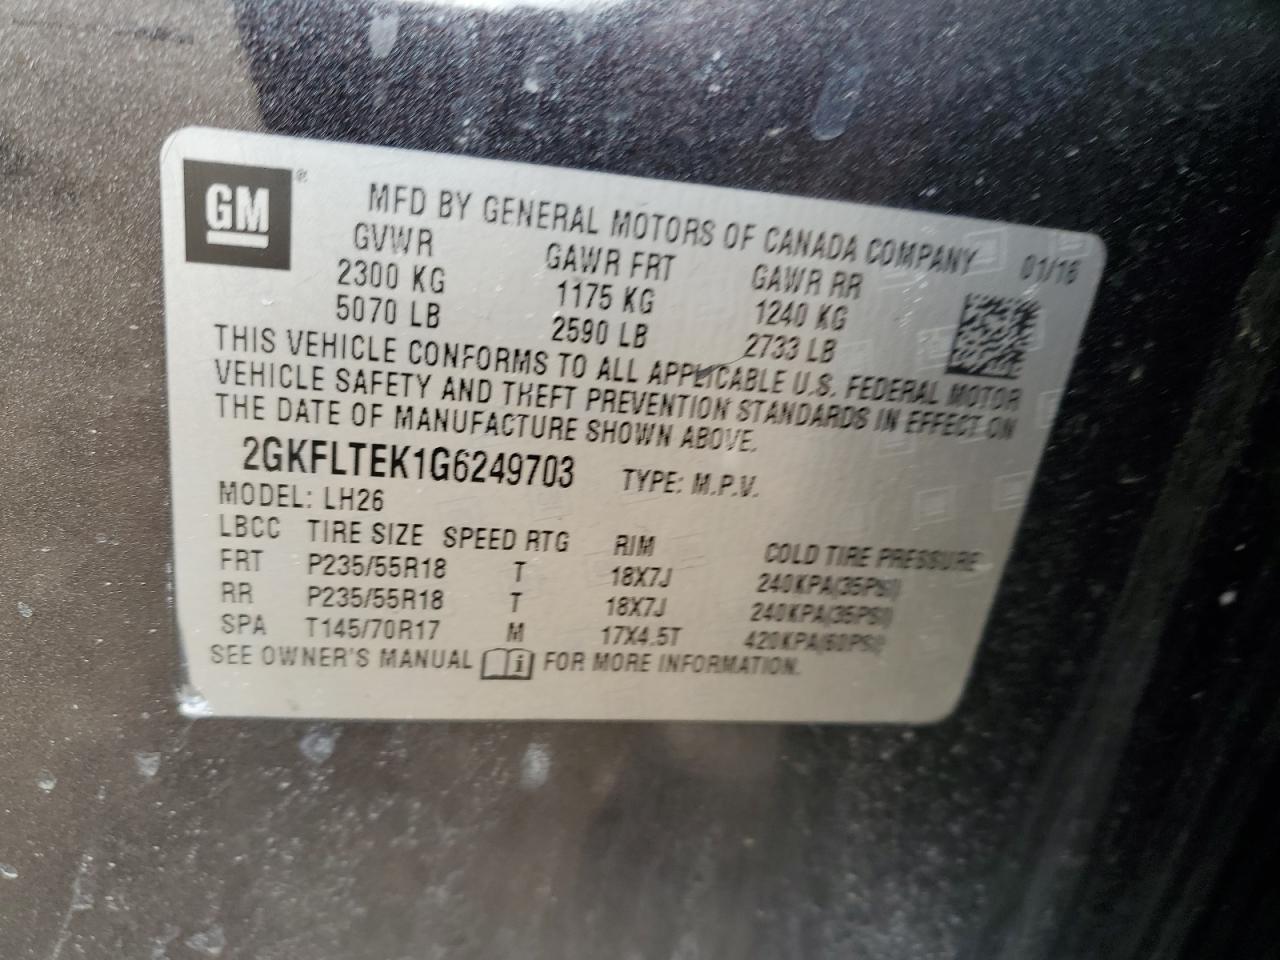 GM ®
MFD BY GENERAL MOTORS OF CANADA COMPANY
GVWR GAWR FRT GAWR RR 01/16
2300 KG 1175 KG 1240 KG
5070 LB 2590 LB 2733 LB
THIS VEHICLE CONFORMS TO ALL APPLICABLE U.S. FEDERAL MOTOR
VEHICLE SAFETY AND THEFT PREVENTION STANDARDS IN EFFECT ON
THE DATE OF MANUFACTURE SHOWN ABOVE.
2GKFLTEK1G6249703 TYPE: M.P.V.
MODEL: LH26
LBCC TIRE SIZE SPEED RTG RIM COLD TIRE PRESSURE
FRT P235/55R18 T 18X7J 240KPA(35PSI)
RR P235/55R18 T 18X7J 240KPA(35PSI)
SPA T145/70R17 M 17X4.5T 420KPA(60PSI)
SEE OWNER'S MANUAL i FOR MORE INFORMATION.